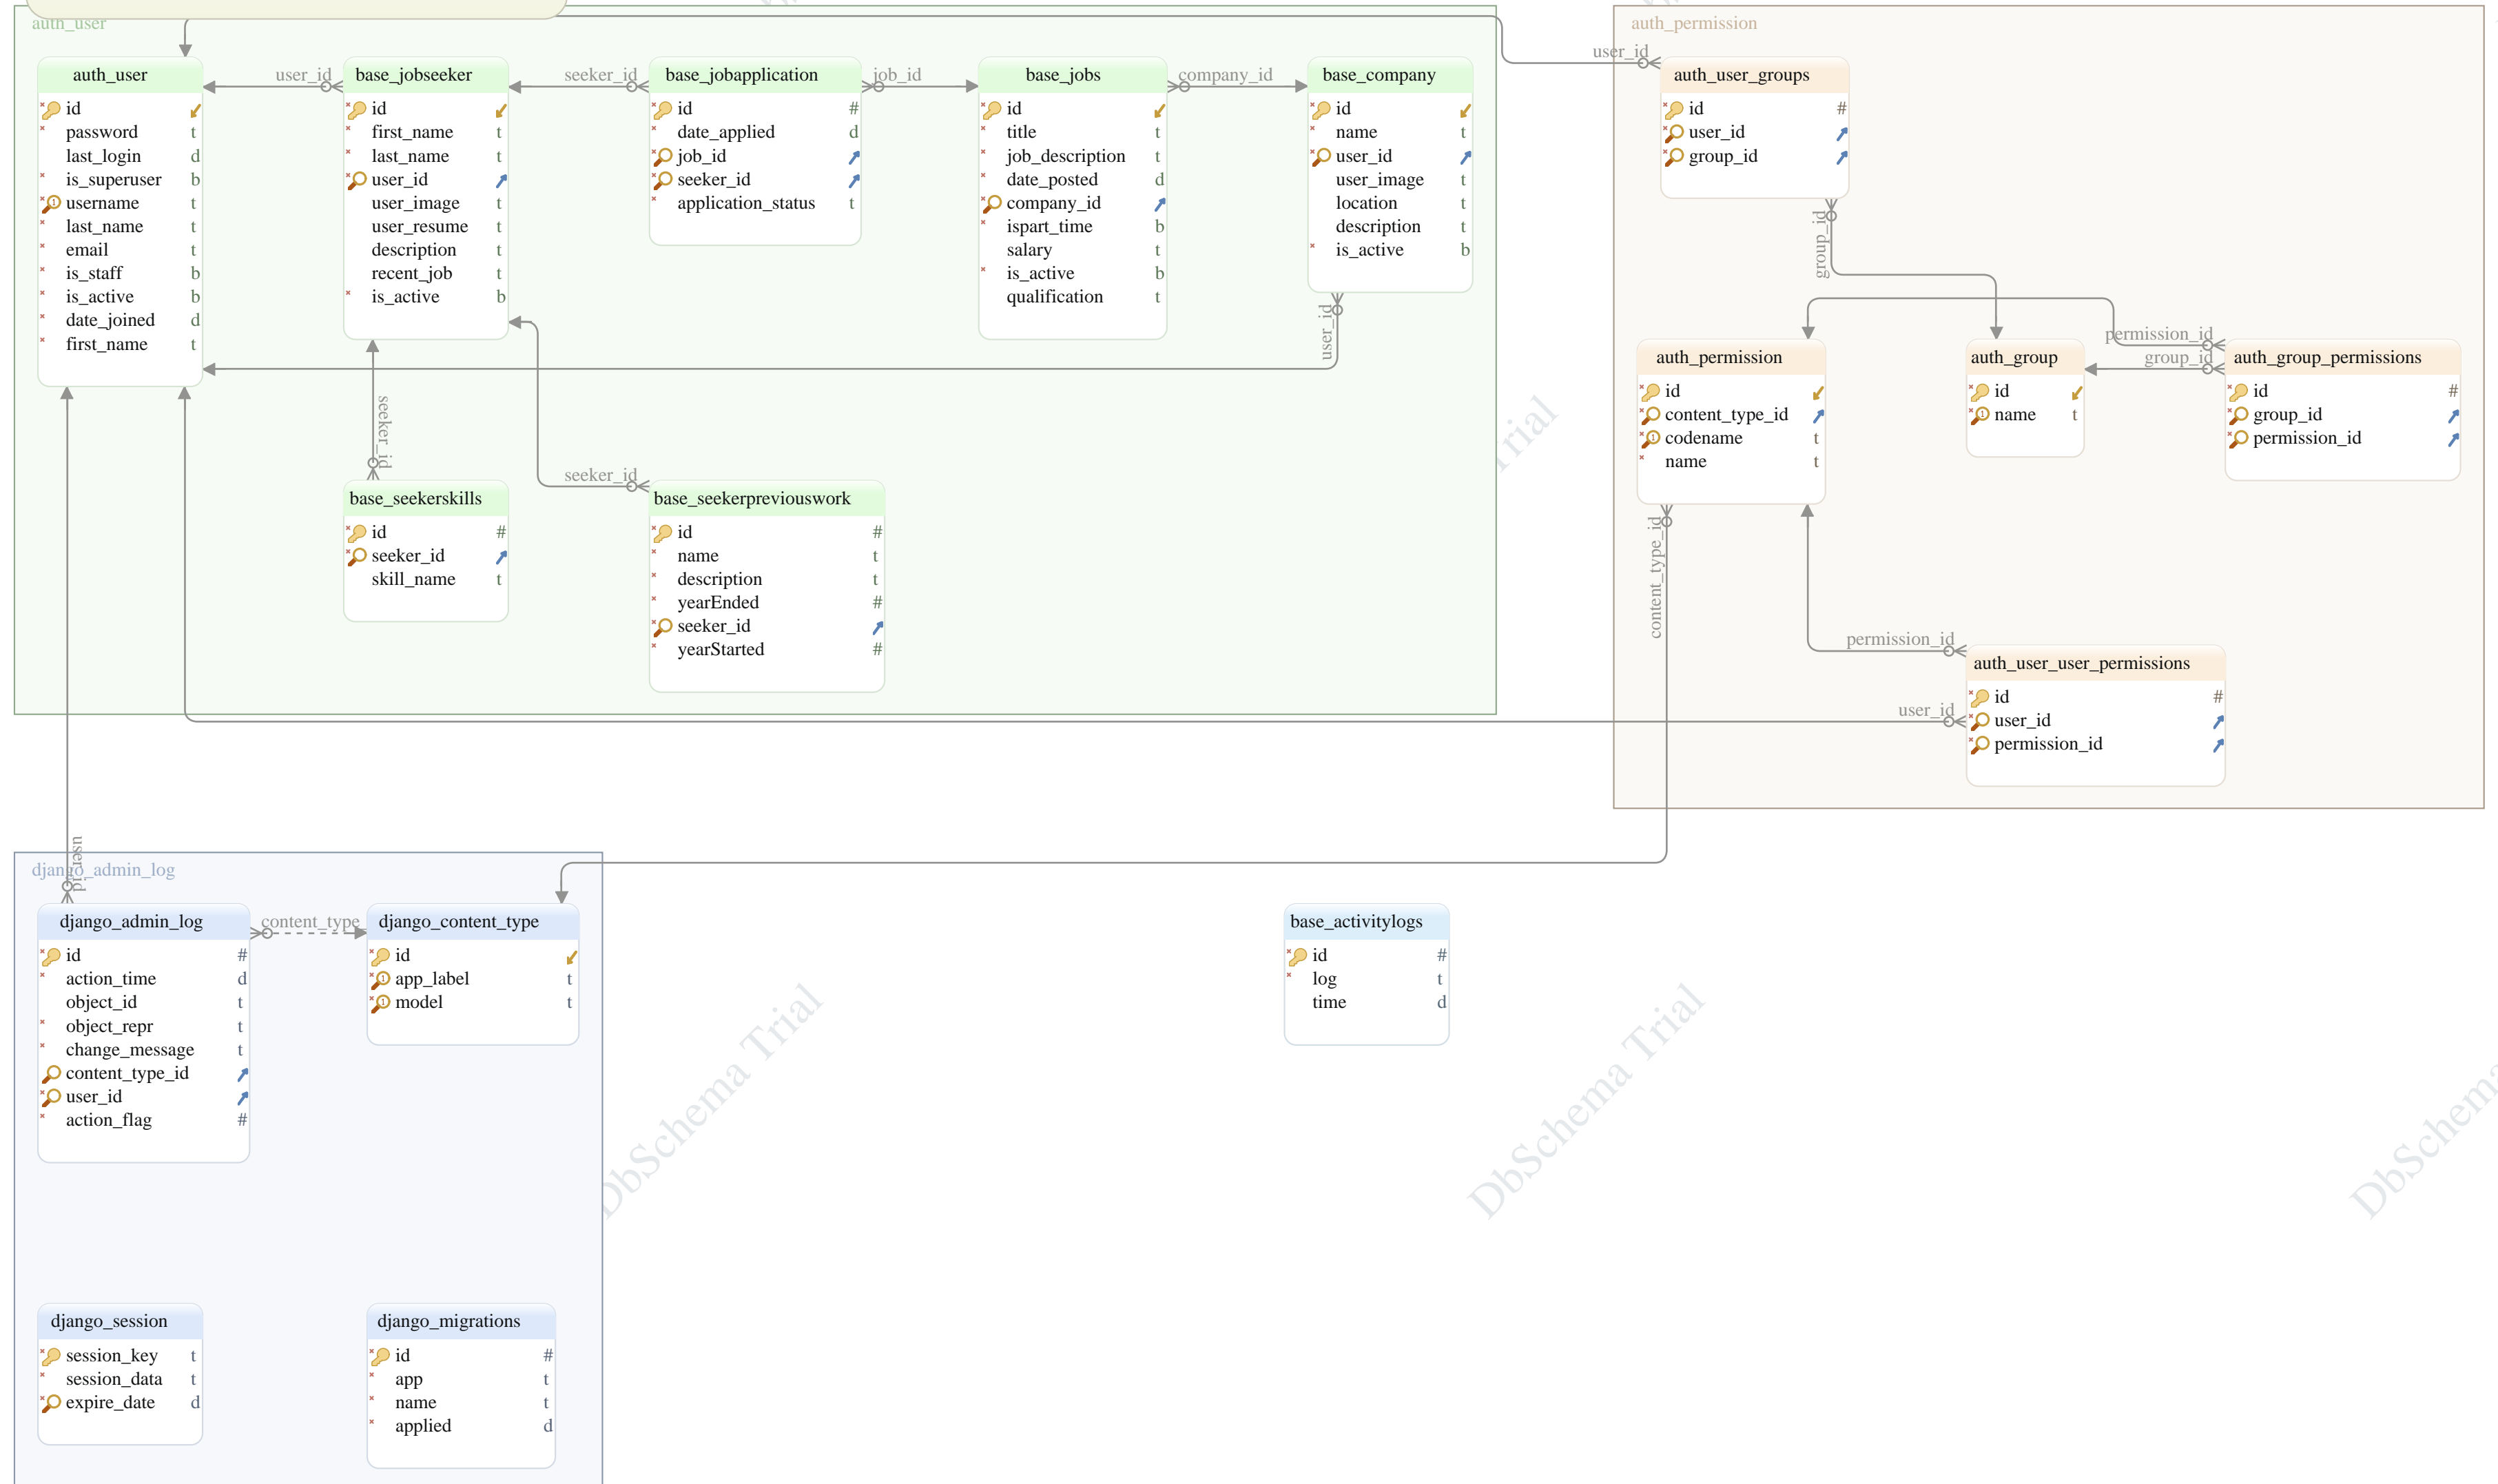 auth_user
auth_user
id
password t
last_login d
is_superuser b
username t
last_name t
email t
is_staff b
is_active b
date_joined d
first_name t
user_id
base_jobseeker
id
first_name t
last_name t
user_id
user_image t
user_resume t
description t
recent_job t
is_active b
seeker_id
base_jobapplication
id #
date_applied d
job_id
seeker_id
application_status t
job_id
base_jobs
id
title t
job_description t
date_posted d
company_id
ispart_time b
salary t
is_active b
qualification t
company_id
base_company
id
name t
user_id
user_image t
location t
description t
is_active b
user_id
seeker_id
base_seekerskills
id #
seeker_id
skill_name t
seeker_id
base_seekerpreviouswork
id #
name t
description t
yearEnded #
seeker_id
yearStarted #
auth_permission
user_id
auth_user_groups
id #
user_id
group_id
group_id
auth_permission
id
content_type_id
codename t
name t
auth_group
id
name t
permission_id
group_id
auth_group_permissions
id #
group_id
permission_id
content_type_id
permission_id
user_id
auth_user_user_permissions
id #
user_id
permission_id
user_id
django_admin_log
django_admin_log
id #
action_time d
object_id t
object_repr t
change_message t
content_type_id
user_id
action_flag #
content_type
django_content_type
id
app_label t
model t
base_activitylogs
id #
log t
time d
django_session
session_key t
session_data t
expire_date d
django_migrations
id #
app t
name t
applied d
Trial
DbSchema Trial
DbSchema Trial
DbSchema